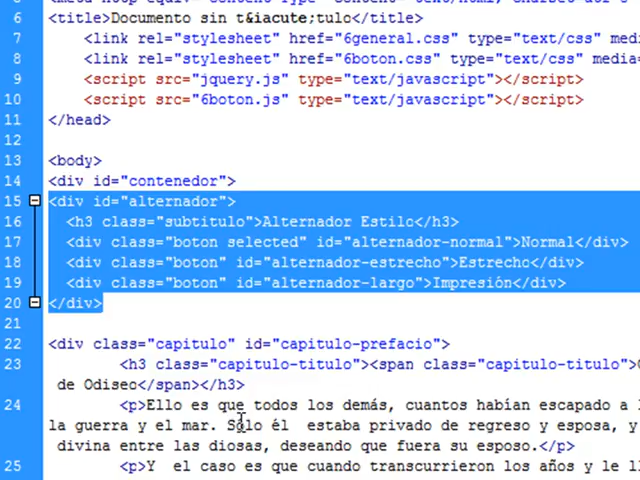 6 <title>Documento sin t&iacute;tulo</title>
7 <link rel="stylesheet" href="6general.css" type="text/css" medi
8 <link rel="stylesheet" href="6boton.css" type="text/css" media=
9 <script src="jquery.js" type="text/javascript"></script>
10 <script src="6boton.js" type="text/javascript"></script>
11 </head>
12
13 <body>
14 <div id="contenedor">
15 <div id="alternador">
16 <h3 class="subtitulo">Alternador Estilo</h3>
17 <div class="boton selected" id="alternador-normal">Normal</div>
18 <div class="boton" id="alternador-estrecho">Estrecho</div>
19 <div class="boton" id="alternador-largo">Impresión</div>
20 </div>
21
22 <div class="capitulo" id="capitulo-prefacio">
23 <h3 class="capitulo-titulo"><span class="capitulo-titulo">
de Odiseo</span></h3>
24 <p>Ello es que todos los demás, cuantos habían escapado a l
la guerra y el mar. Sólo él estaba privado de regreso y esposa, y
divina entre las diosas, deseando que fuera su esposo.</p>
25 <p>Y el caso es que cuando transcurrieron los años y le ll